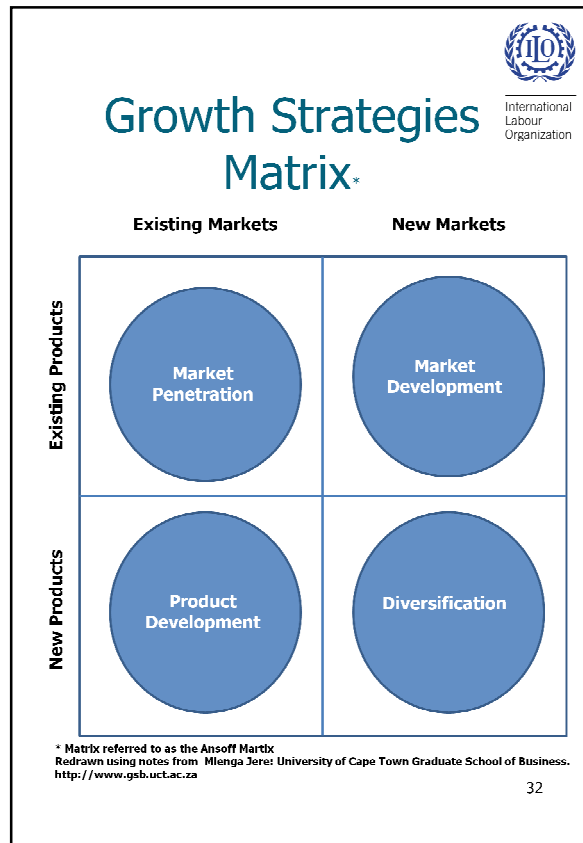 ILO
International
Labour
Organization
Growth Strategies
Matrix*
Existing Markets
New Markets
Existing Products
Market
Penetration
Market
Development
New Products
Product
Development
Diversification
* Matrix referred to as the Ansoff Martix
Redrawn using notes from Mlenga Jere: University of Cape Town Graduate School of Business.
http://www.gsb.uct.ac.za
32